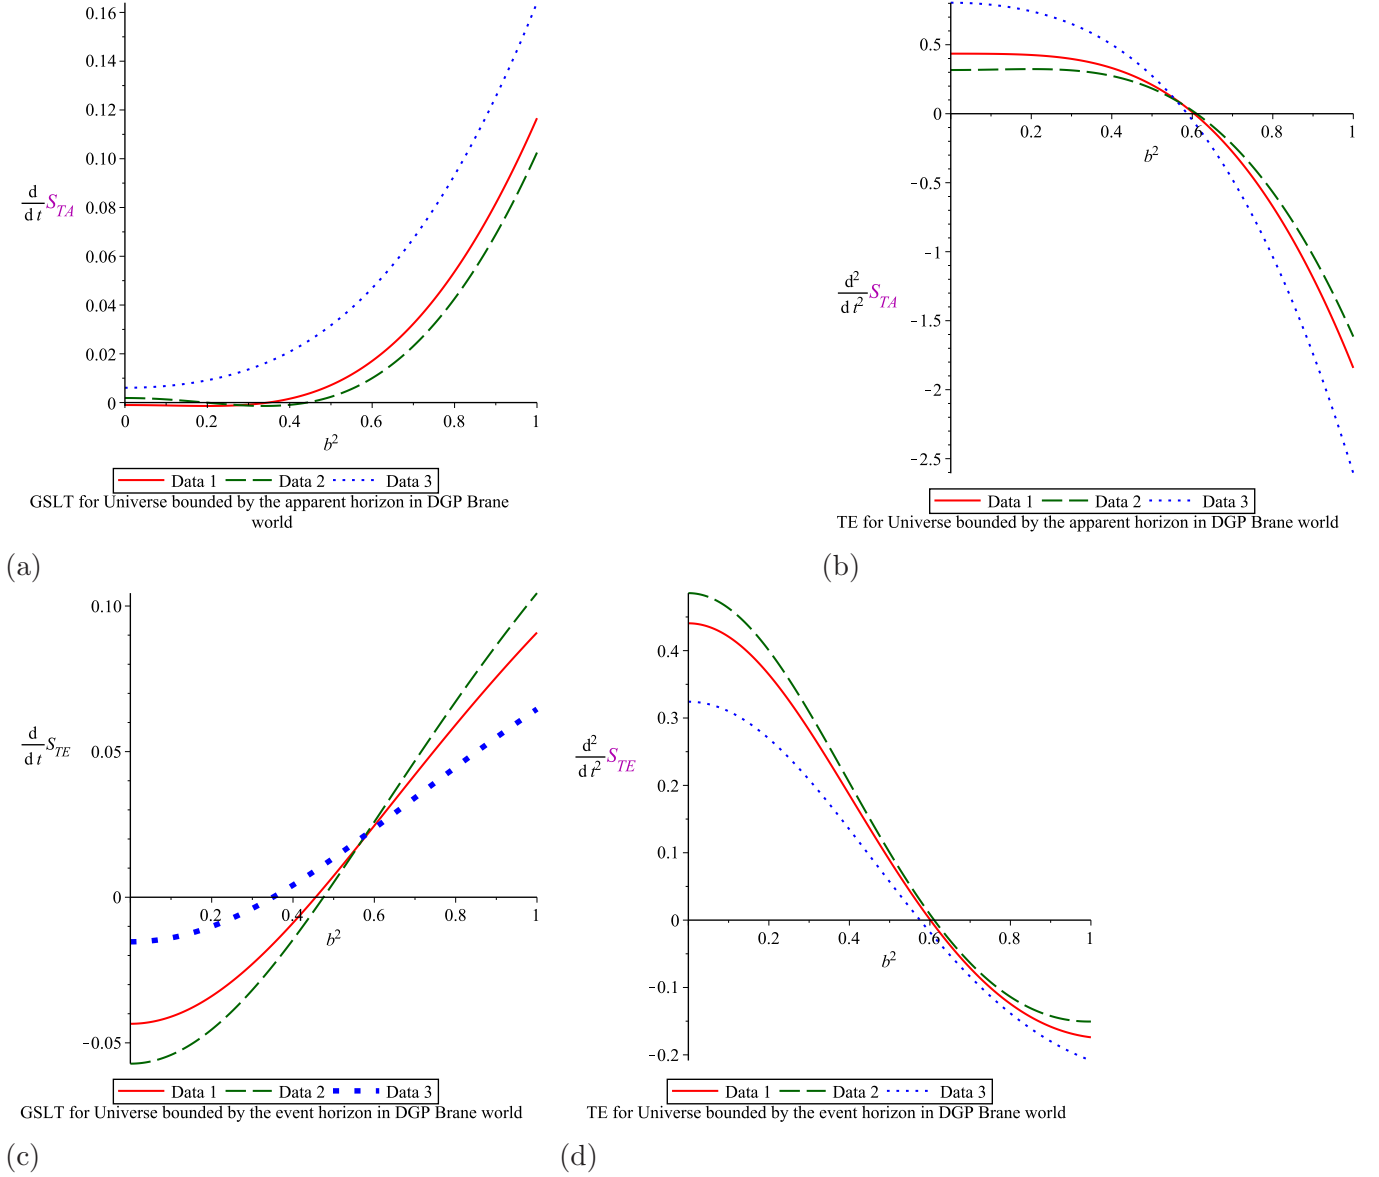 0.16
0.14
0.12
0.10
d/dt S_TA 0.08
0.06
0.04
0.02
0
0 0.2 0.4 0.6 0.8 1
b²
Data 1 Data 2 Data 3
GSLT for Universe bounded by the apparent horizon in DGP Brane
world
(a)
0.5
0
0.2 0.4 0.6 0.8 1
b²
−0.5
−1
d²/dt² S_TA
−1.5
−2
−2.5
Data 1 Data 2 Data 3
TE for Universe bounded by the apparent horizon in DGP Brane world
(b)
0.10
d/dt S_TE 0.05
0
0.2 0.4 0.6 0.8 1
b²
−0.05
Data 1 Data 2 Data 3
GSLT for Universe bounded by the event horizon in DGP Brane world
(c)
0.4
0.3
d²/dt² S_TE
0.2
0.1
0
0.2 0.4 0.6 0.8 1
b²
−0.1
−0.2
Data 1 Data 2 Data 3
TE for Universe bounded by the event horizon in DGP Brane world
(d)